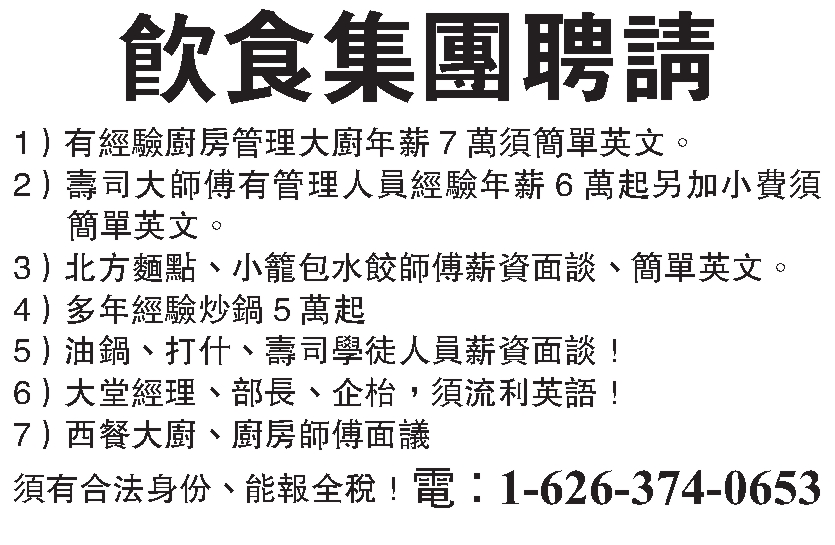 飲食集團聘請
1）有經驗廚房管理大廚年薪7萬須簡單英文。
2）壽司大師傅有管理人員經驗年薪6萬起另加小費須
簡單英文。
3）北方麵點、小籠包水餃師傅薪資面談、簡單英文。
4）多年經驗炒鍋5萬起
5）油鍋、打什、壽司學徒人員薪資面談！
6）大堂經理、部長、企枱，須流利英語！
7）西餐大廚、廚房師傅面議
須有合法身份、能報全稅！電：1-626-374-0653